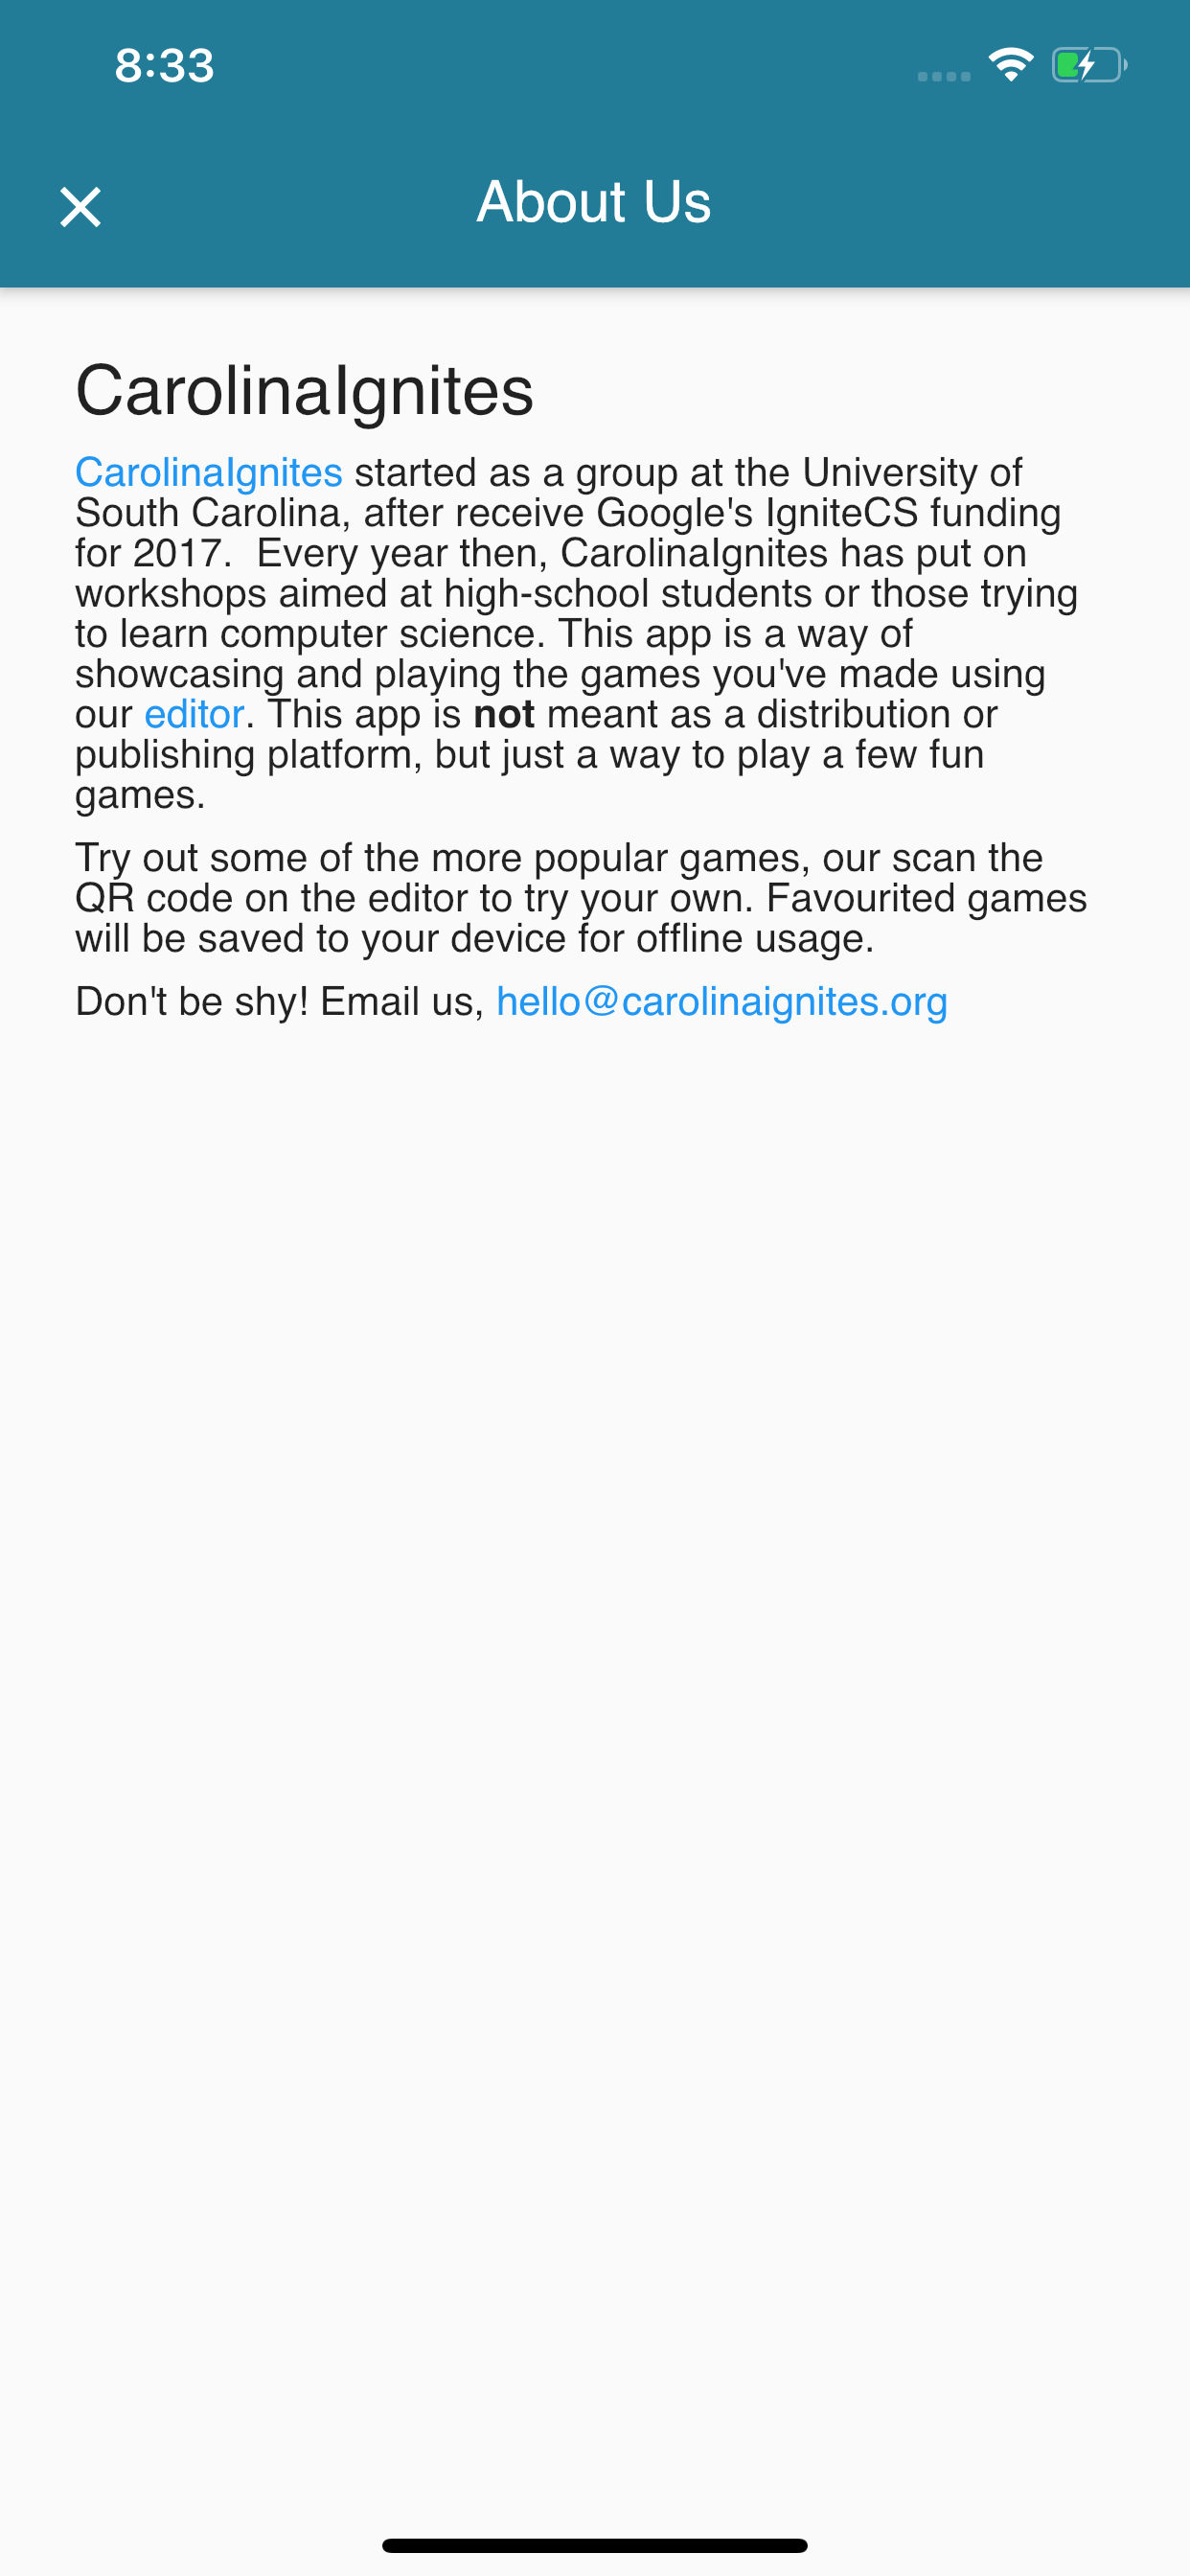 8:33
About Us
CarolinaIgnites
CarolinaIgnites started as a group at the University of
South Carolina, after receive Google's IgniteCS funding
for 2017.  Every year then, CarolinaIgnites has put on
workshops aimed at high-school students or those trying
to learn computer science. This app is a way of
showcasing and playing the games you've made using
our editor. This app is not meant as a distribution or
publishing platform, but just a way to play a few fun
games.
Try out some of the more popular games, our scan the
QR code on the editor to try your own. Favourited games
will be saved to your device for offline usage.
Don't be shy! Email us, hello@carolinaignites.org